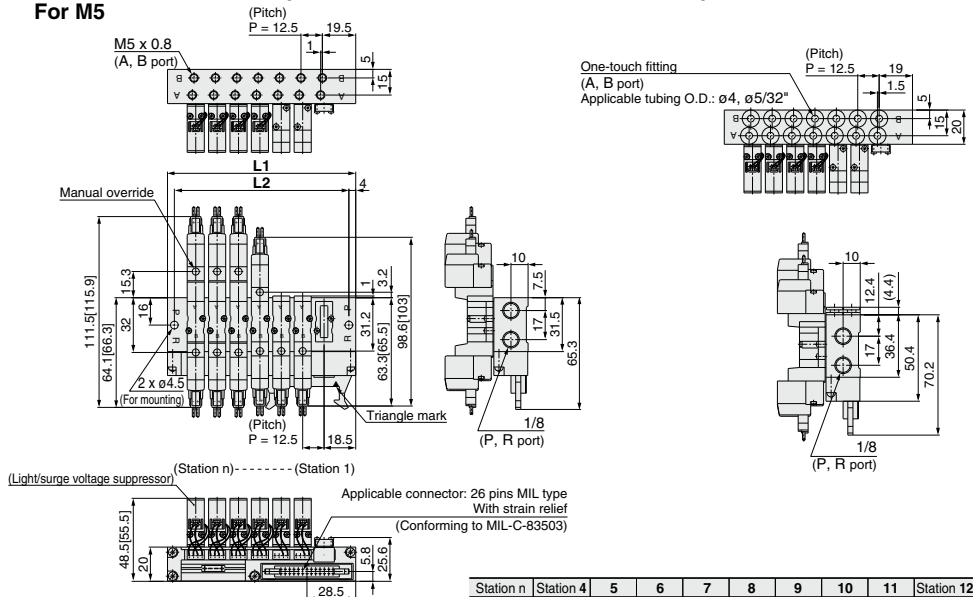 For M5
(Pitch)
P = 12.5
19.5
M5 x 0.8
(A, B port)
1
5
15
B
B
A
A
L1
L2
4
Manual override
111.5[115.9]
64.1[66.3]
15.3
32
16
P
R
P
R
1
3.2
31.2
63.3[65.5]
98.6[103]
2 x ø4.5
(For mounting)
(Pitch)
P = 12.5
18.5
Triangle mark
10
7.5
17
31.5
65.3
1/8
(P, R port)
(Station n)- - - - - - - -(Station 1)
(Light/surge voltage suppressor)
48.5[55.5]
20
Applicable connector: 26 pins MIL type
With strain relief
(Conforming to MIL-C-83503)
5.8
25.6
28.5
One-touch fitting
(A, B port)
Applicable tubing O.D.: ø4, ø5/32"
(Pitch)
P = 12.5
19
1.5
5
15
20
B
B
A
A
10
12.4
(4.4)
17
36.4
50.4
70.2
1/8
(P, R port)
Station n Station 4 5 6 7 8 9 10 11 Station 12